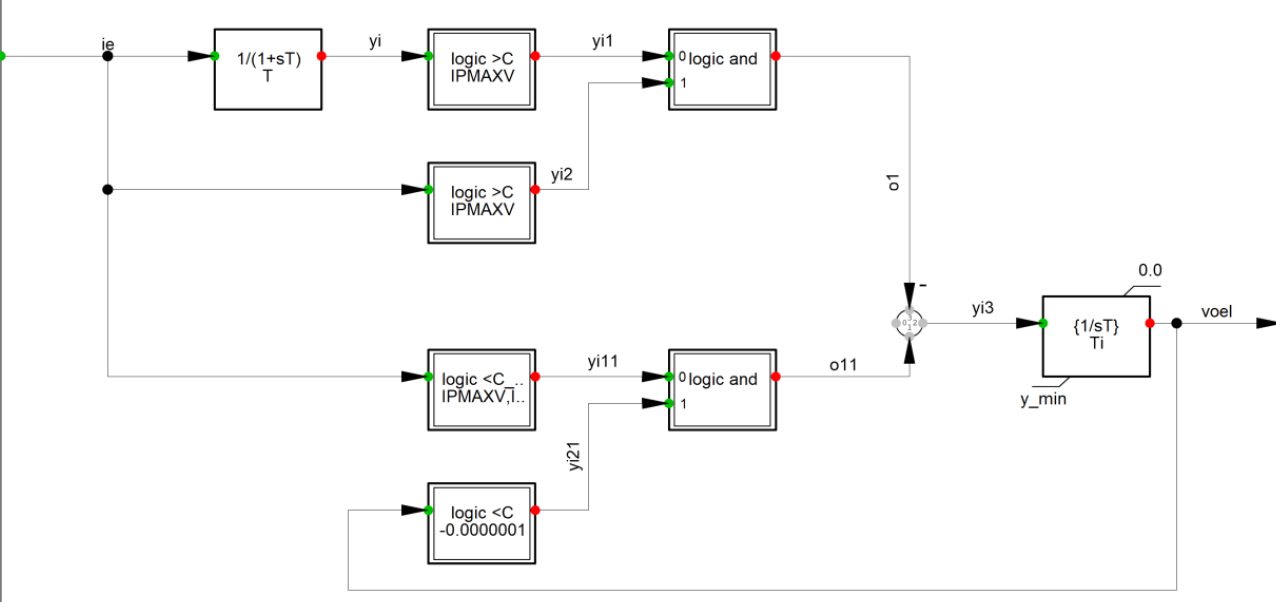 ie
1/(1+sT)
T
yi
logic >C
IPMAXV
yi1
0
logic and
1
logic >C
IPMAXV
yi2
o1
0.0
-
yi3
{1/sT}
Ti
voel
y_min
logic <C_..
IPMAXV,I..
yi11
0
logic and
1
o11
yi21
logic <C
-0.0000001